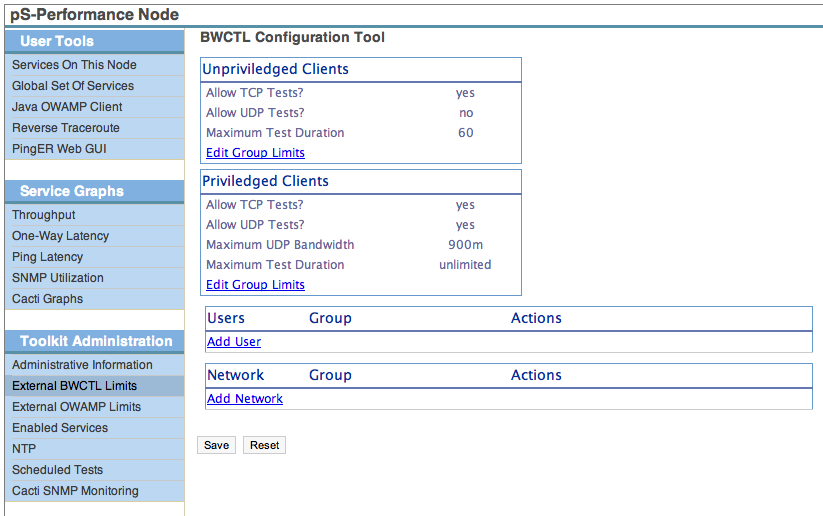 pS-Performance Node
User Tools
Services On This Node
Global Set Of Services
Java OWAMP Client
Reverse Traceroute
PingER Web GUI
Service Graphs
Throughput
One-Way Latency
Ping Latency
SNMP Utilization
Cacti Graphs
Toolkit Administration
Administrative Information
External BWCTL Limits
External OWAMP Limits
Enabled Services
NTP
Scheduled Tests
Cacti SNMP Monitoring
BWCTL Configuration Tool
Unpriviledged Clients
Allow TCP Tests? yes
Allow UDP Tests? no
Maximum Test Duration 60
Edit Group Limits
Priviledged Clients
Allow TCP Tests? yes
Allow UDP Tests? yes
Maximum UDP Bandwidth 900m
Maximum Test Duration unlimited
Edit Group Limits
Users Group Actions
Add User
Network Group Actions
Add Network
Save Reset